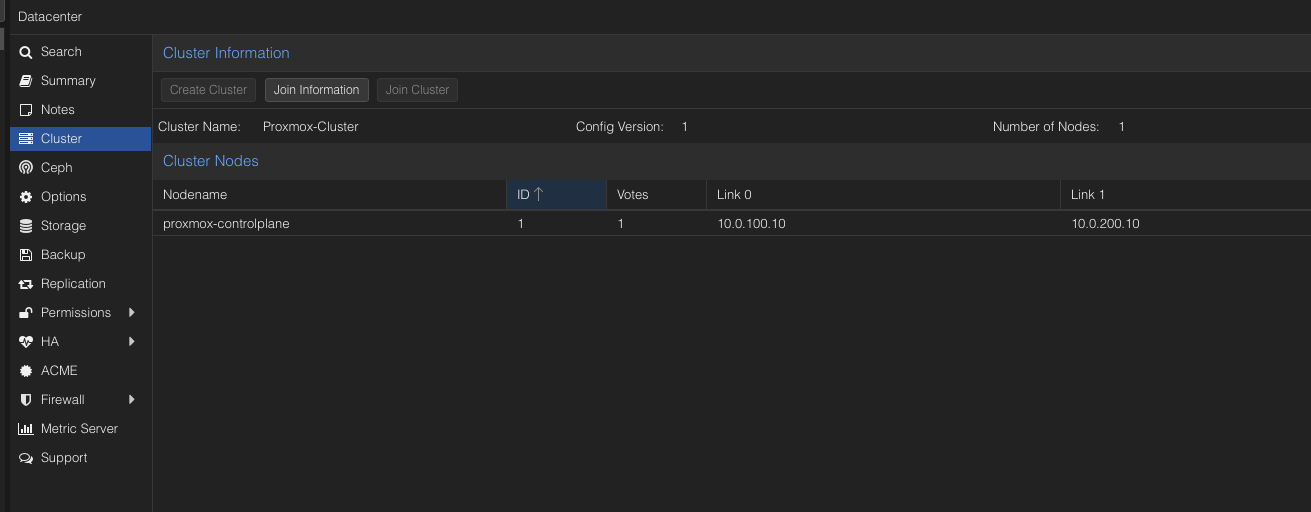 Datacenter
Search
Summary
Notes
Cluster
Ceph
Options
Storage
Backup
Replication
Permissions
HA
ACME
Firewall
Metric Server
Support
Cluster Information
Create Cluster Join Information Join Cluster
Cluster Name: Proxmox-Cluster Config Version: 1 Number of Nodes: 1
Cluster Nodes
Nodename ID ↑ Votes Link 0 Link 1
proxmox-controlplane 1 1 10.0.100.10 10.0.200.10